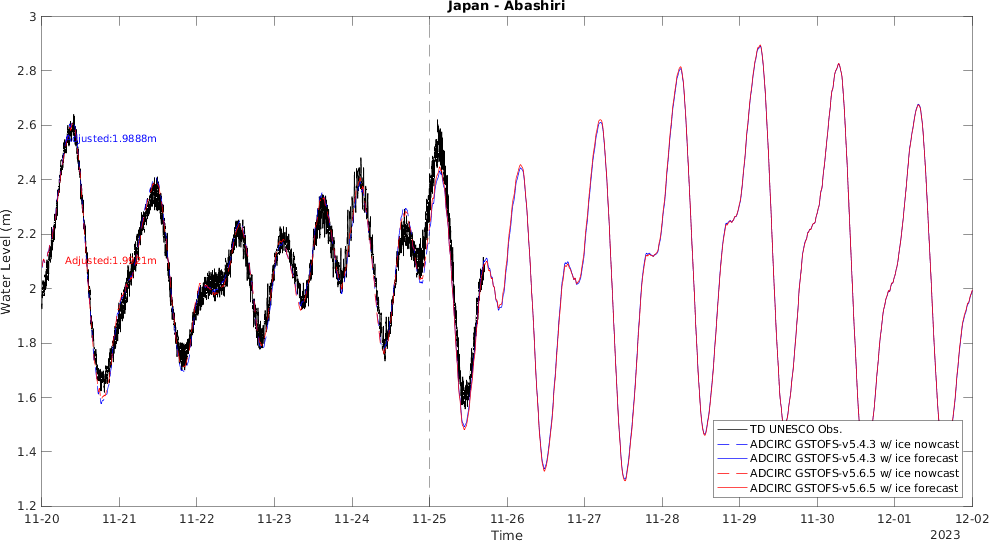 Japan - Abashiri
3
2.8
2.6
2.4
2.2
2
1.8
1.6
1.4
1.2
Water Level (m)
Adjusted:1.9888m
Adjusted:1.9921m
TD UNESCO Obs.
ADCIRC GSTOFS-v5.4.3 w/ ice nowcast
ADCIRC GSTOFS-v5.4.3 w/ ice forecast
ADCIRC GSTOFS-v5.6.5 w/ ice nowcast
ADCIRC GSTOFS-v5.6.5 w/ ice forecast
11-20 11-21 11-22 11-23 11-24 11-25 11-26 11-27 11-28 11-29 11-30 12-01 12-02
Time
2023